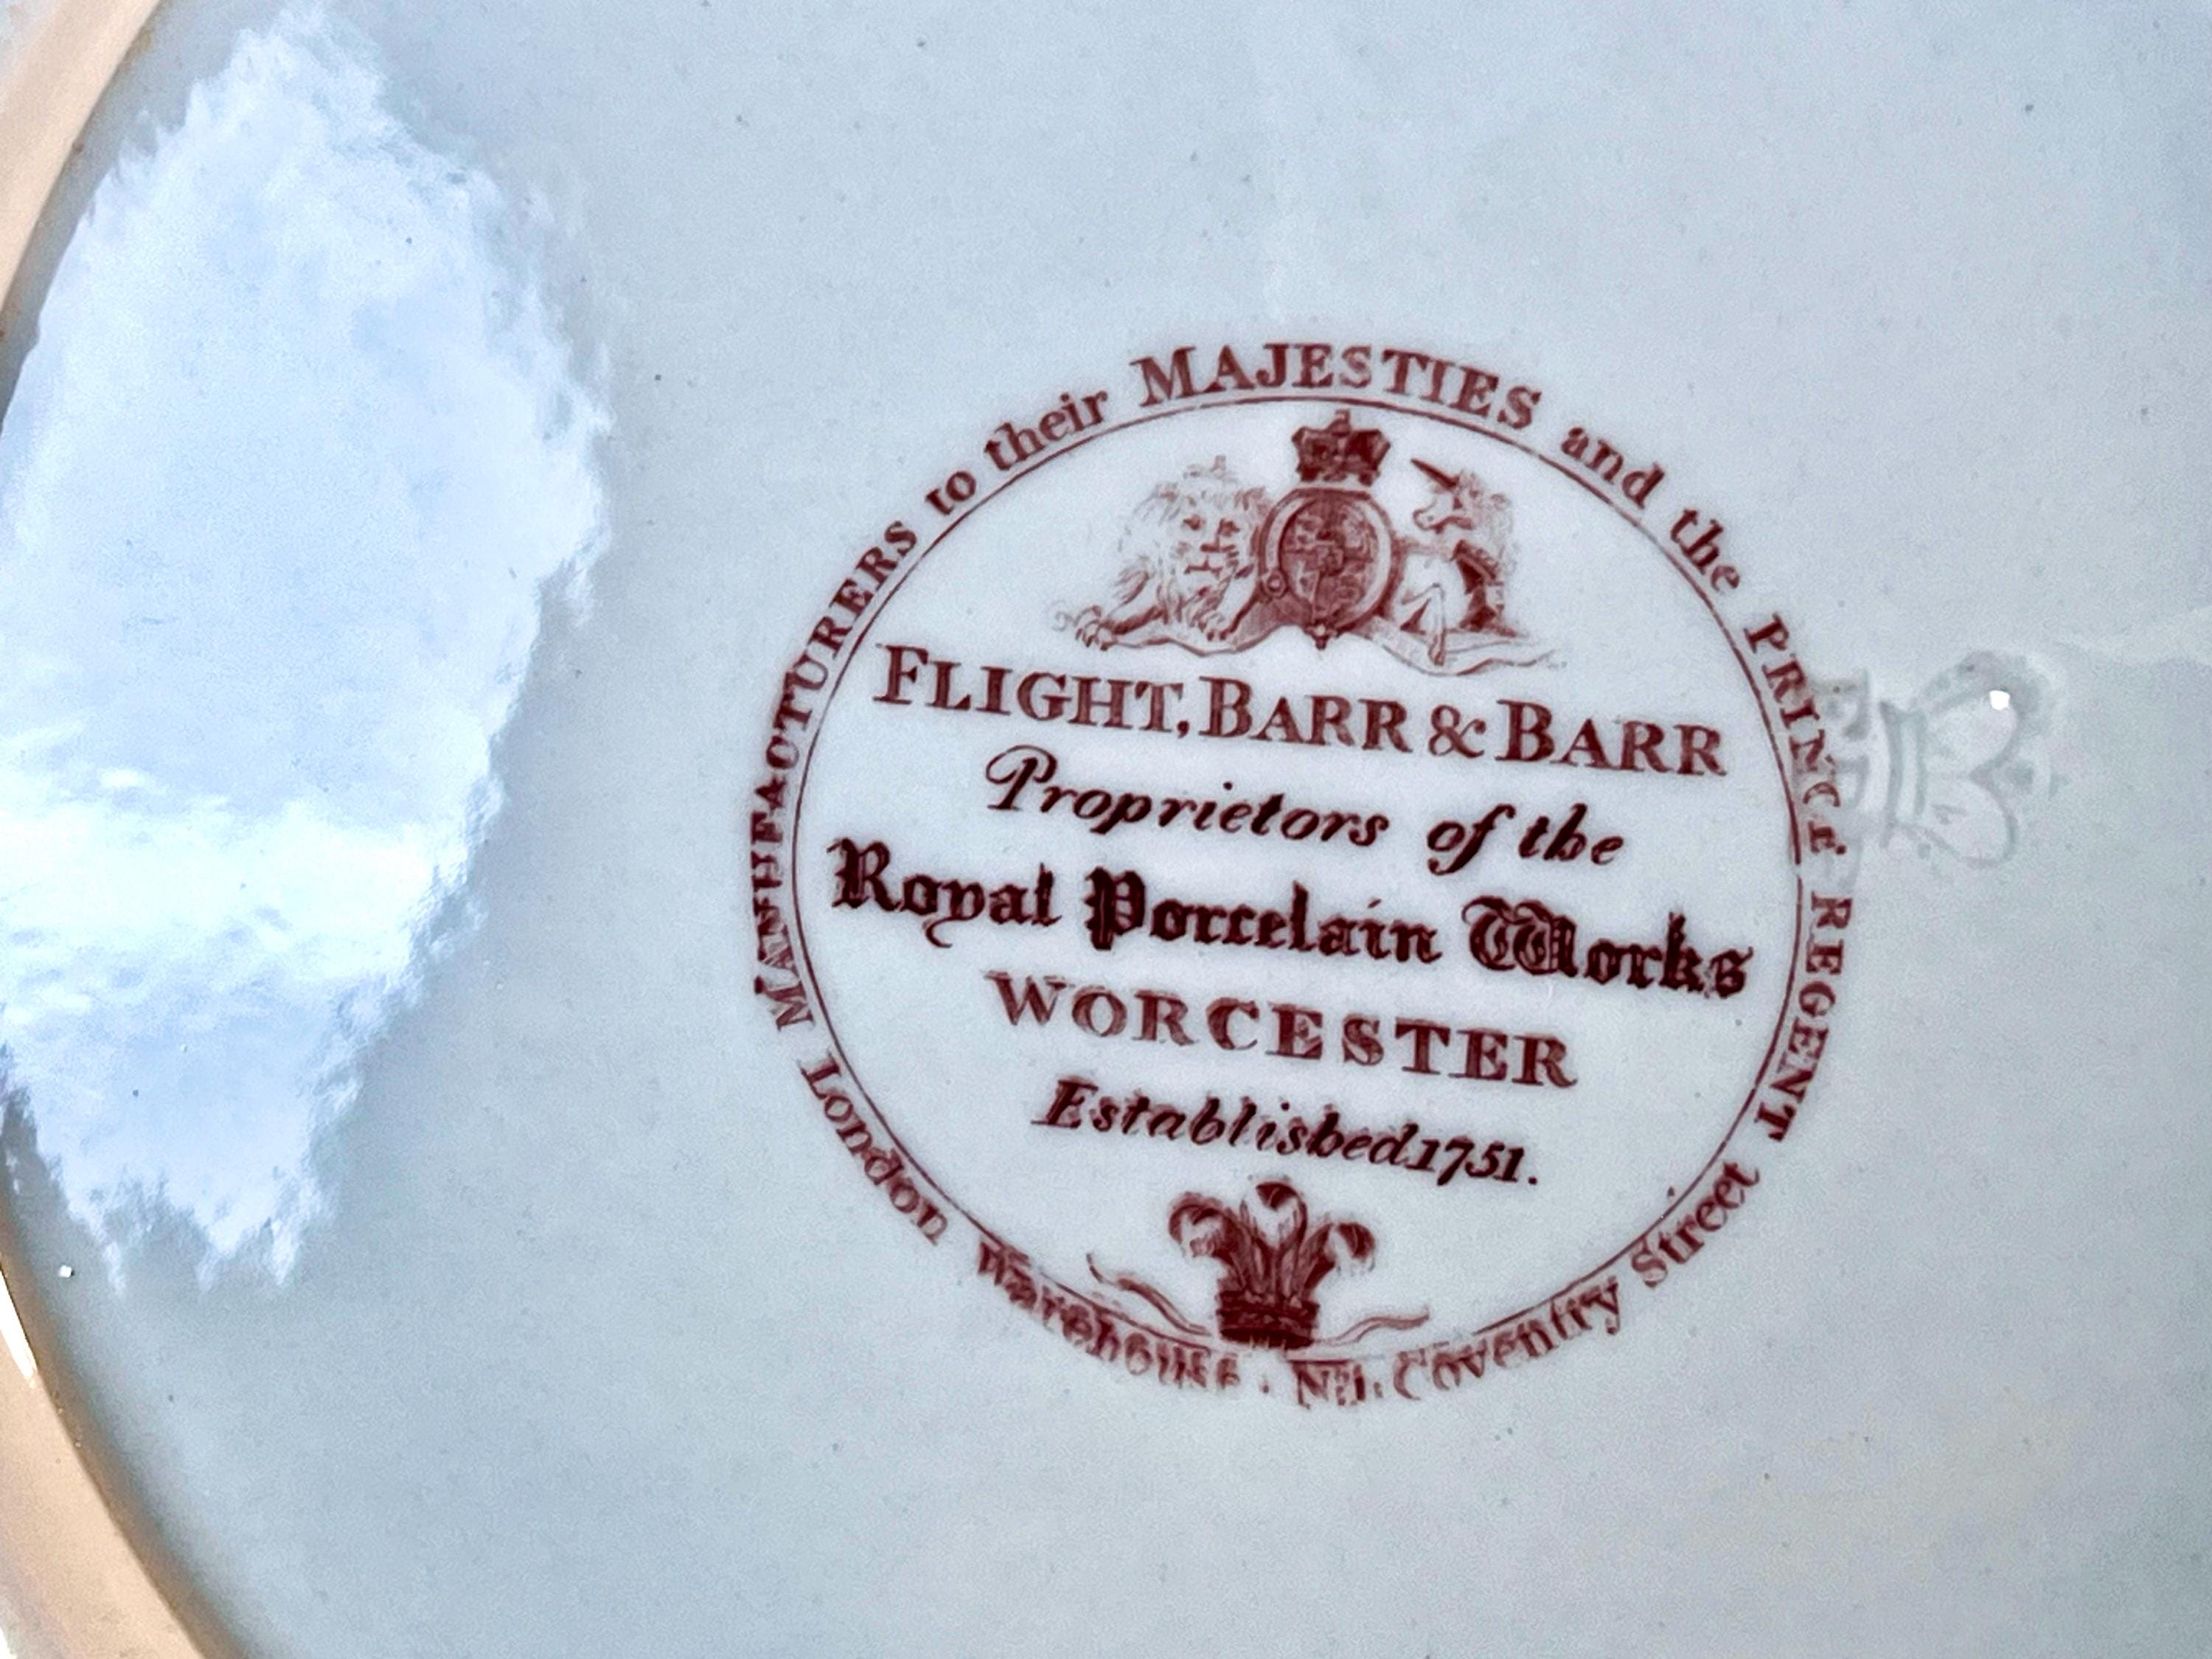 MANUFACTURERS to their MAJESTIES and the PRINCE REGENT
FLIGHT, BARR & BARR
Proprietors of the
Royal Porcelain Works
WORCESTER
Established 1751.
London Warehouse. No. 1. Coventry Street